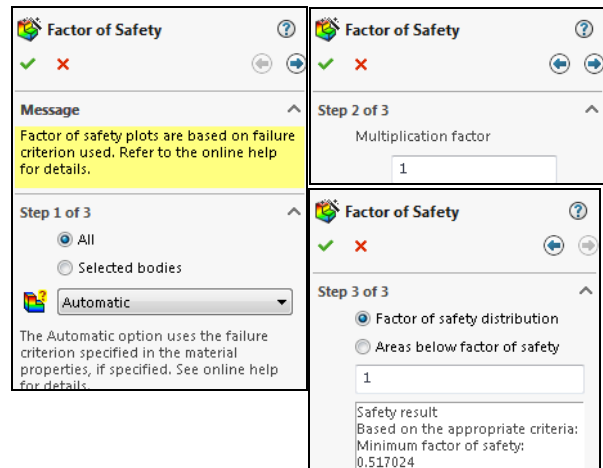 Factor of Safety
Message
Factor of safety plots are based on failure
criterion used. Refer to the online help
for details.
Step 1 of 3
All
Selected bodies
Automatic
The Automatic option uses the failure
criterion specified in the material
properties, if specified. See online help
for details.
Factor of Safety
Step 2 of 3
Multiplication factor
1
Factor of Safety
Step 3 of 3
Factor of safety distribution
Areas below factor of safety
1
Safety result
Based on the appropriate criteria:
Minimum factor of safety:
0.517024